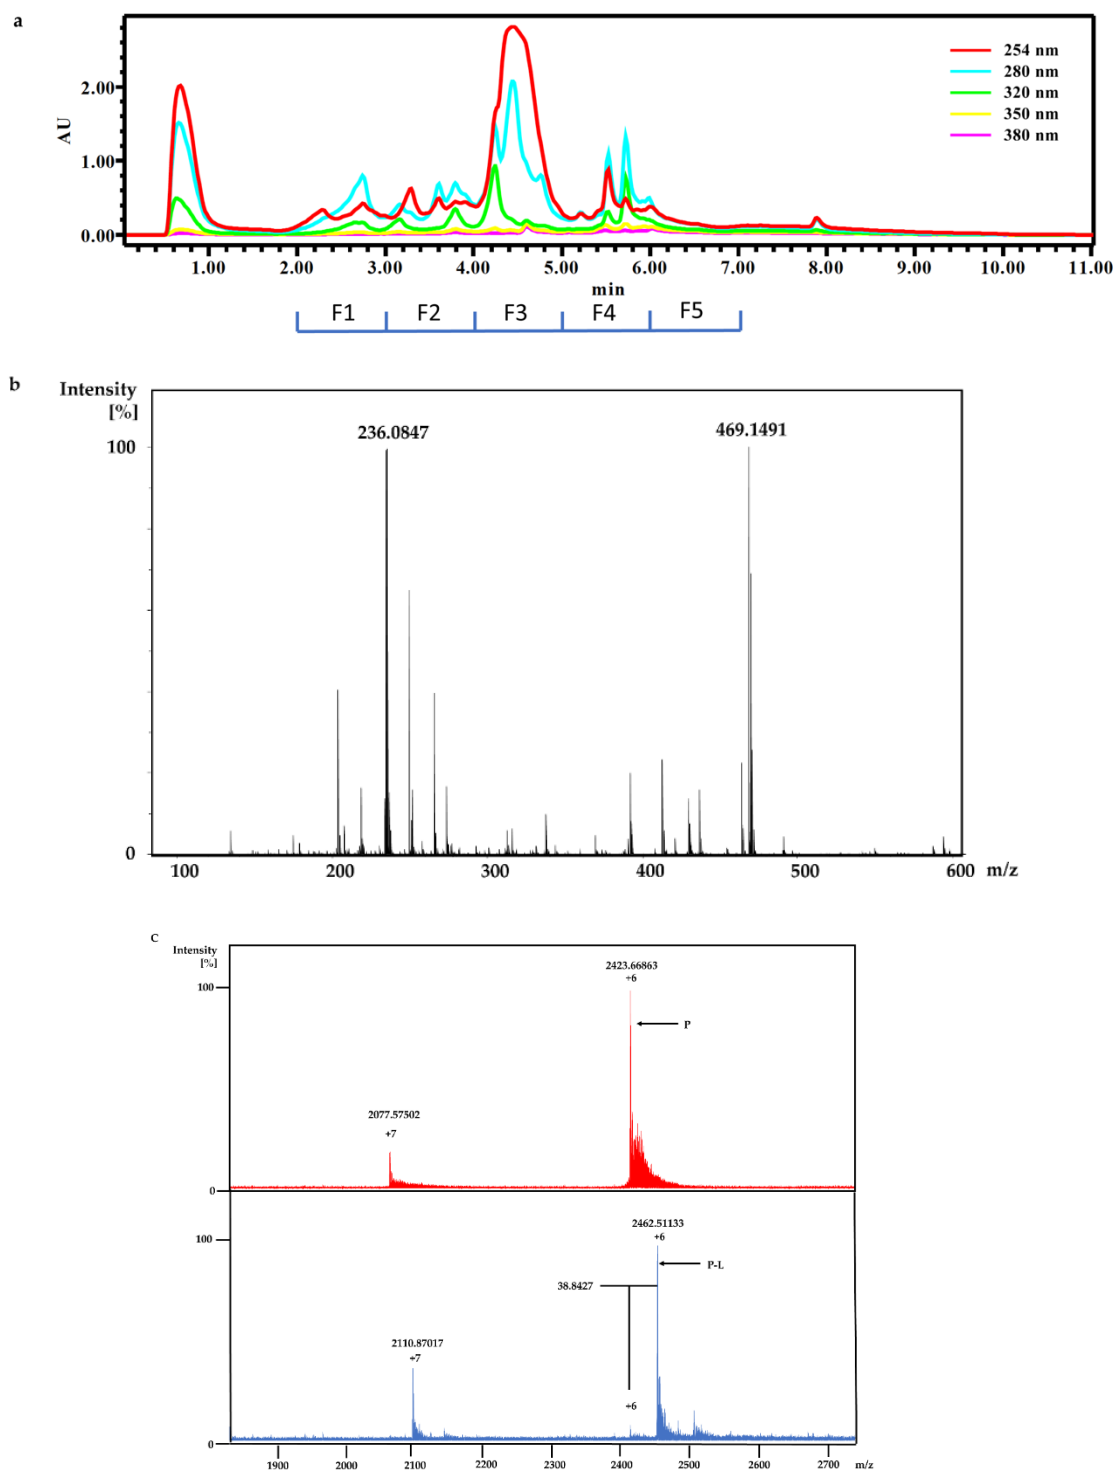 a
254 nm
280 nm
320 nm
350 nm
380 nm
AU
2.00
1.00
0.00
1.00 2.00 3.00 4.00 5.00 6.00 7.00 8.00 9.00 10.00 11.00
min
F1 F2 F3 F4 F5
b
Intensity
[%]
100
0
236.0847
469.1491
100 200 300 400 500 600 m/z
c
Intensity
[%]
100
2423.66863
+6
P
2077.57502
+7
0
2462.51133
+6
100
P-L
38.8427
2110.87017
+7
+6
0
1900 2000 2100 2200 2300 2400 2500 2600 2700 m/z